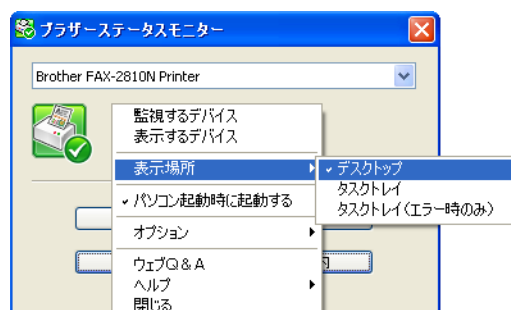 ブラザーステータスモニター
Brother FAX-2810N Printer
監視するデバイス
表示するデバイス
表示場所
デスクトップ
タスクトレイ
タスクトレイ(エラー時のみ)
パソコン起動時に起動する
オプション
ウェブQ&A
ヘルプ
閉じる